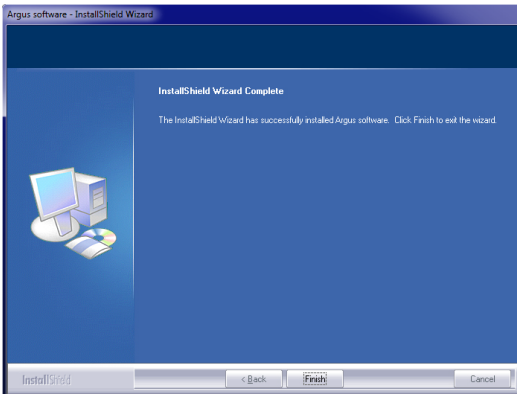 Argus software - InstallShield Wizard
InstallShield Wizard Complete
The InstallShield Wizard has successfully installed Argus software. Click Finish to exit the wizard.
InstallShield
< Back
Finish
Cancel